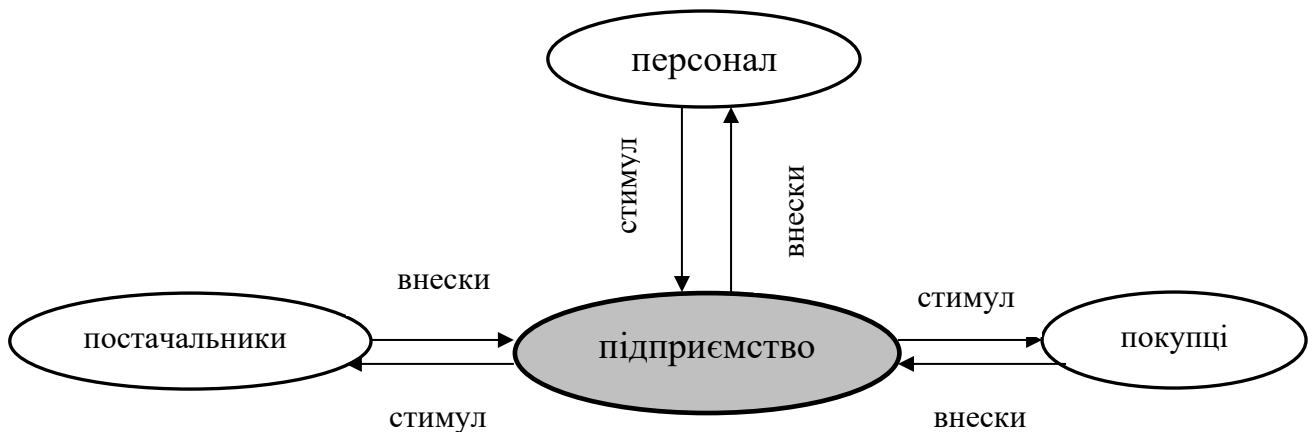 персонал
стимул
внески
внески
стимул
постачальники
підприємство
покупці
стимул
внески